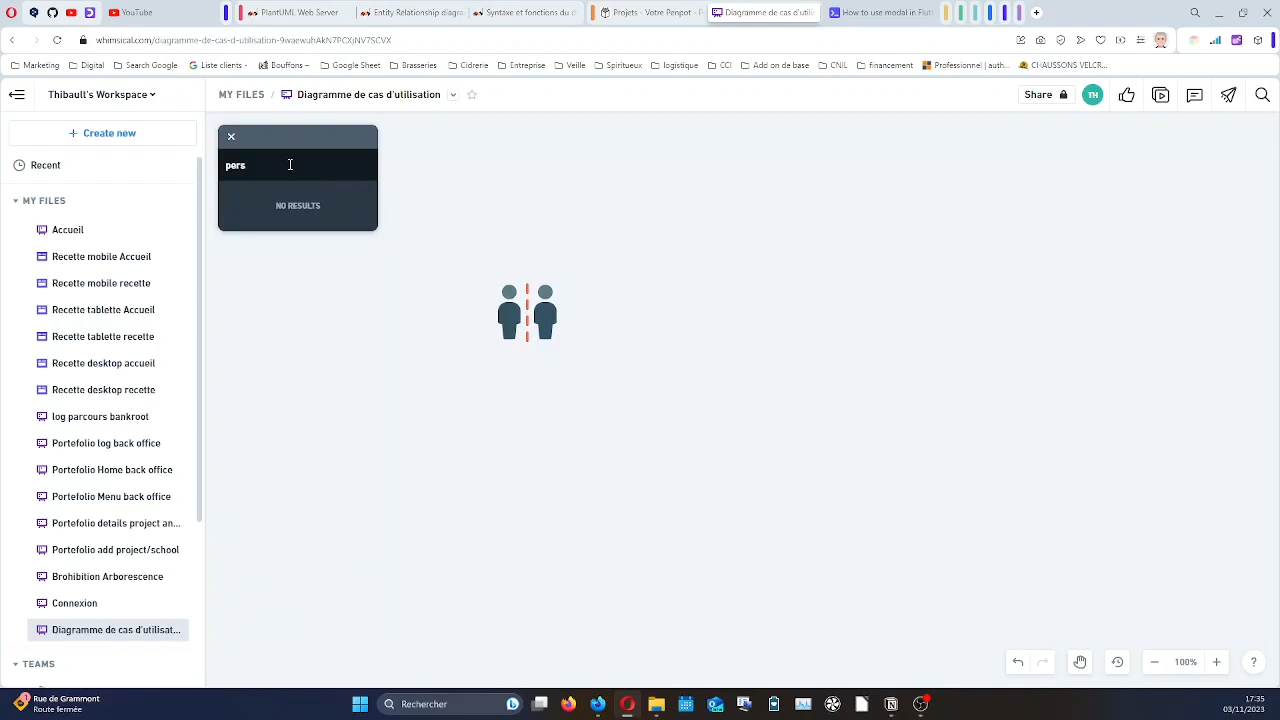 PlantUML Web Server
Entity Relationship diagra
Syntaxe et fonctions du d
Projets - Votre Penpot - P
Diagramme de cas d'utili
How to use modal in Flutt
whimsical.com/diagramme-de-cas-d-utilisation-9waewuhAkN7PCXjNV7SCVX
Marketing
Digital
Search Google
Liste clients -
Bouffons –
Google Sheet
Brasseries
Cidrerie
Entreprise
Veille
Spiritueux
logistique
CCI
Add on de base
CNIL
financement
Professionnel | auth...
CHAUSSONS VELCR...
Thibault's Workspace
MY FILES / Diagramme de cas d'utilisation
Share
TH
+ Create new
Recent
MY FILES
Accueil
Recette mobile Accueil
Recette mobile recette
Recette tablette Accueil
Recette tablette recette
Recette desktop accueil
Recette desktop recette
log parcours bankroot
Portefolio log back office
Portefolio Home back office
Portefolio Menu back office
Portefolio details project an...
Portefolio add project/school
Brohibition Arborescence
Connexion
Diagramme de cas d'utilisat...
TEAMS
pers
NO RESULTS
100%
?
Rue de Grammont
Route fermée
Rechercher
17:35
03/11/2023